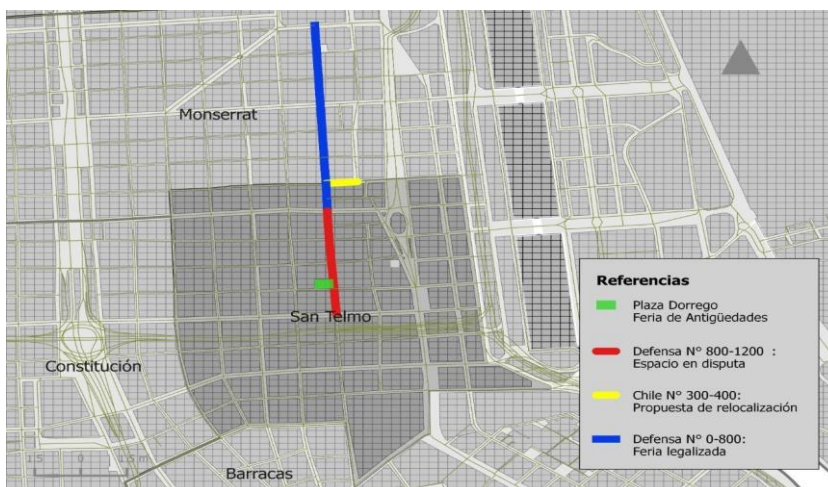 Monserrat
San Telmo
Constitución
Barracas
Referencias
Plaza Dorrego
Feria de Antigüedades
Defensa N° 800-1200 :
Espacio en disputa
Chile N° 300-400:
Propuesta de relocalización
Defensa N° 0-800:
Feria legalizada